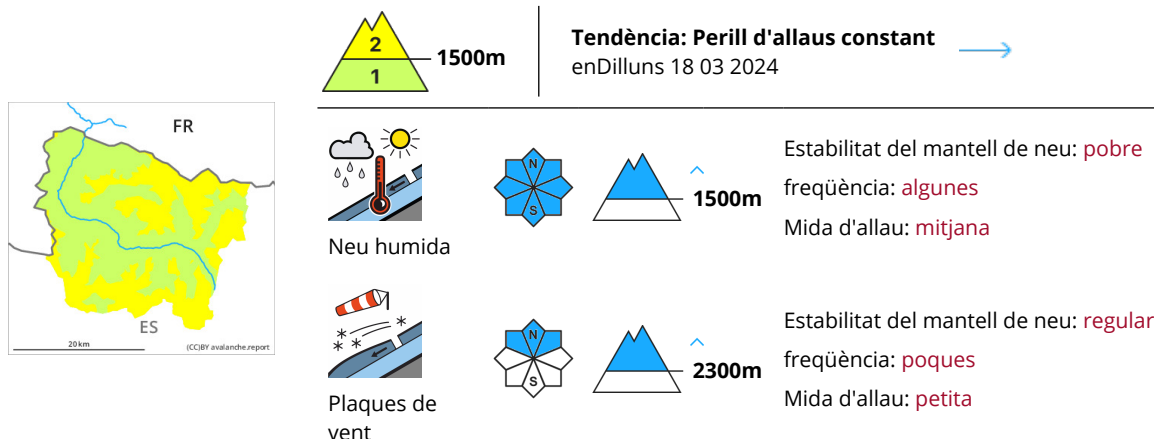 2
1
1500m
Tendència: Perill d'allaus constant
enDilluns 18 03 2024
FR
ES
20 km
(CC)BY avalanche.report
N
S
1500m
Neu humida
Estabilitat del mantell de neu: pobre
freqüència: algunes
Mida d'allau: mitjana
N
S
2300m
Plaques de
vent
Estabilitat del mantell de neu: regular
freqüència: poques
Mida d'allau: petita